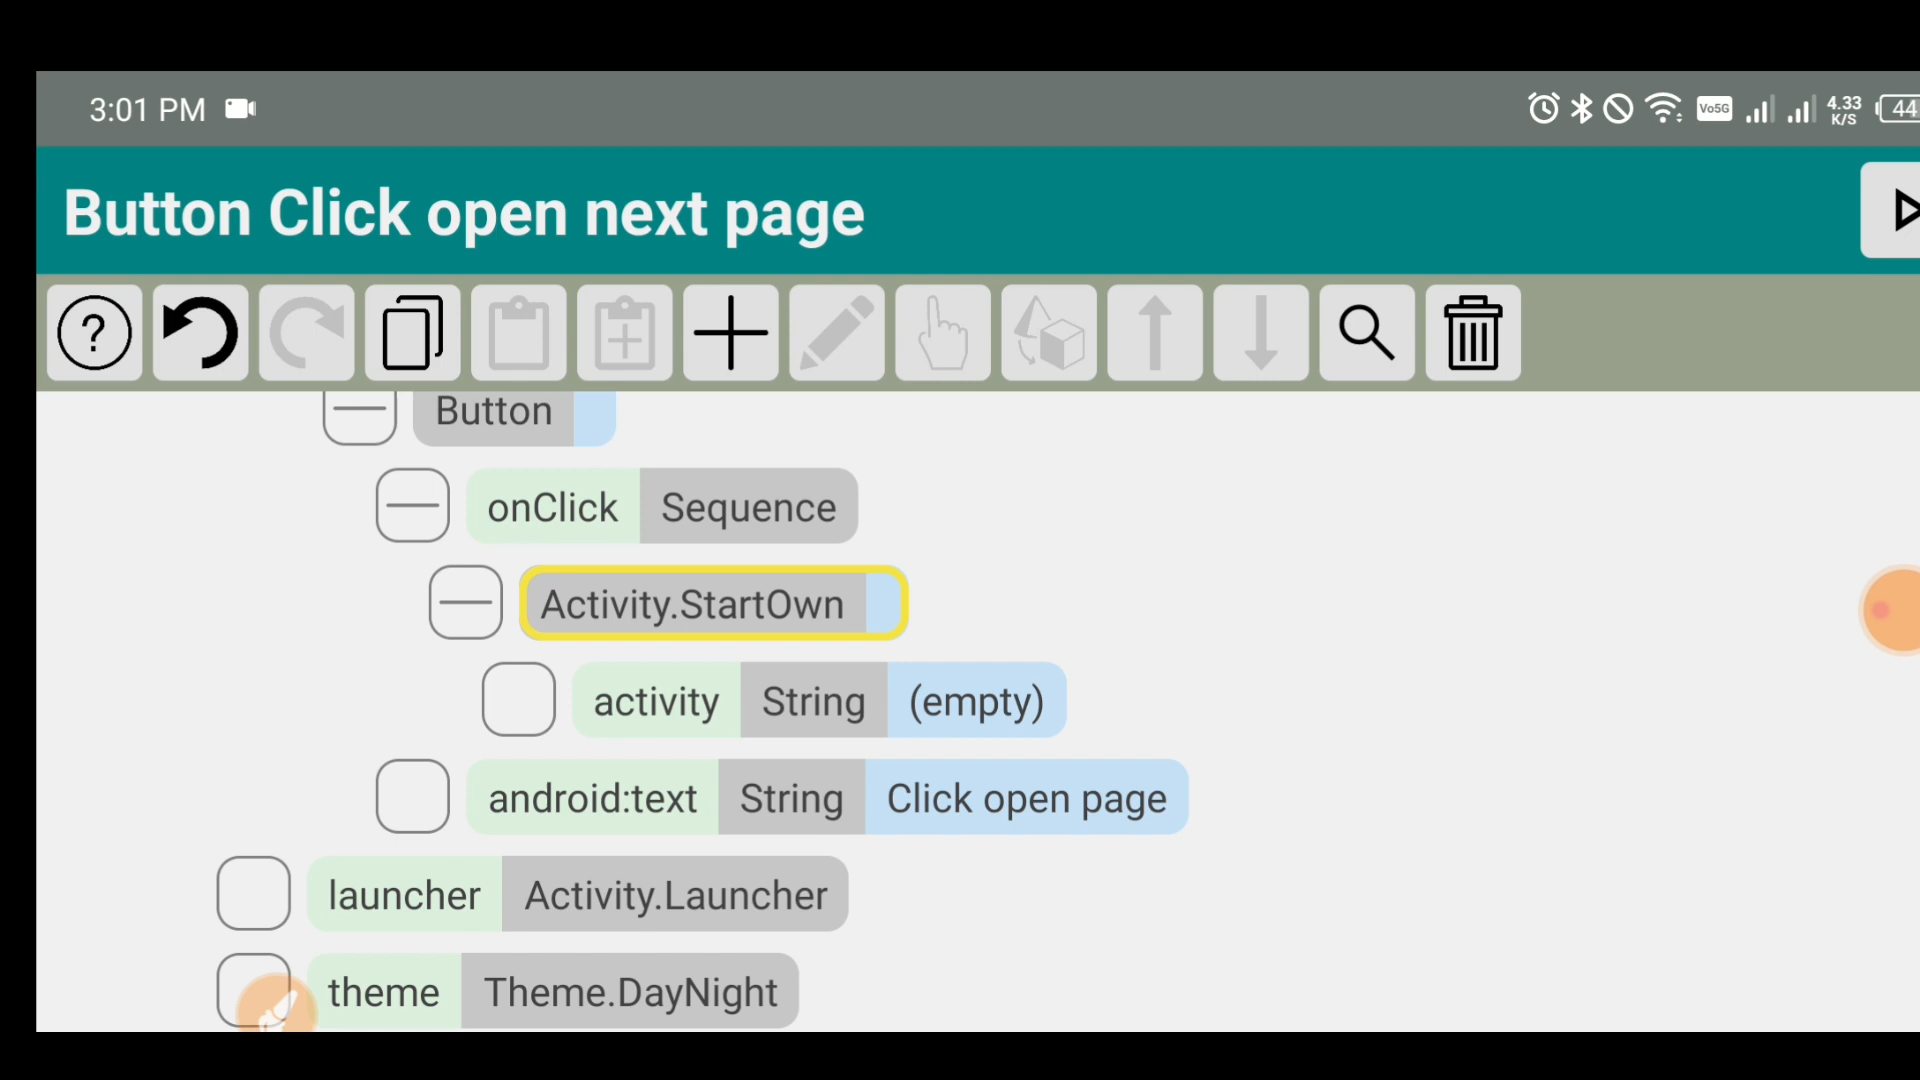 3:01 PM
Vo5G 4.33 K/S 44
Button Click open next page
?
Button
onClick Sequence
Activity.StartOwn
activity String (empty)
android:text String Click open page
launcher Activity.Launcher
theme Theme.DayNight